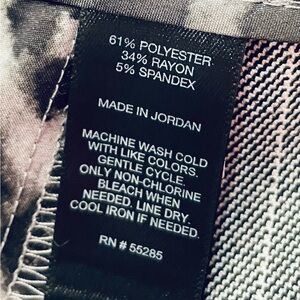 61% POLYESTER
34% RAYON
5% SPANDEX
MADE IN JORDAN
MACHINE WASH COLD
WITH LIKE COLORS.
GENTLE CYCLE.
ONLY NON-CHLORINE
BLEACH WHEN
NEEDED. LINE DRY.
COOL IRON IF NEEDED.
RN # 55285